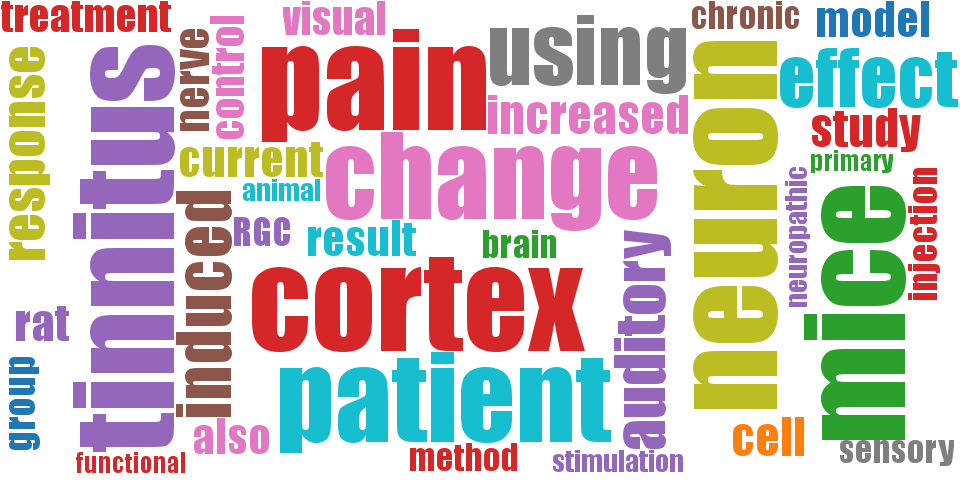 treatment
visual
chronic
model
response
tinnitus
nerve
control
pain
using
neuron
effect
increased
study
current
change
primary
animal
neuropathic
mice
injection
induced
RGC
result
brain
auditory
cortex
rat
group
patient
also
cell
functional
method
stimulation
sensory